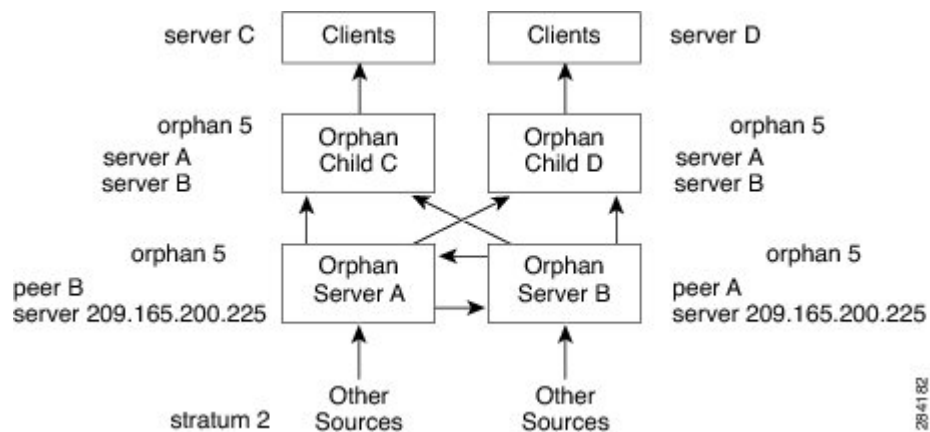 server C
Clients
Clients
server D
orphan 5
server A
server B
Orphan
Child C
Orphan
Child D
orphan 5
server A
server B
orphan 5
peer B
server 209.165.200.225
Orphan
Server A
Orphan
Server B
orphan 5
peer A
server 209.165.200.225
stratum 2
Other
Sources
Other
Sources
284182